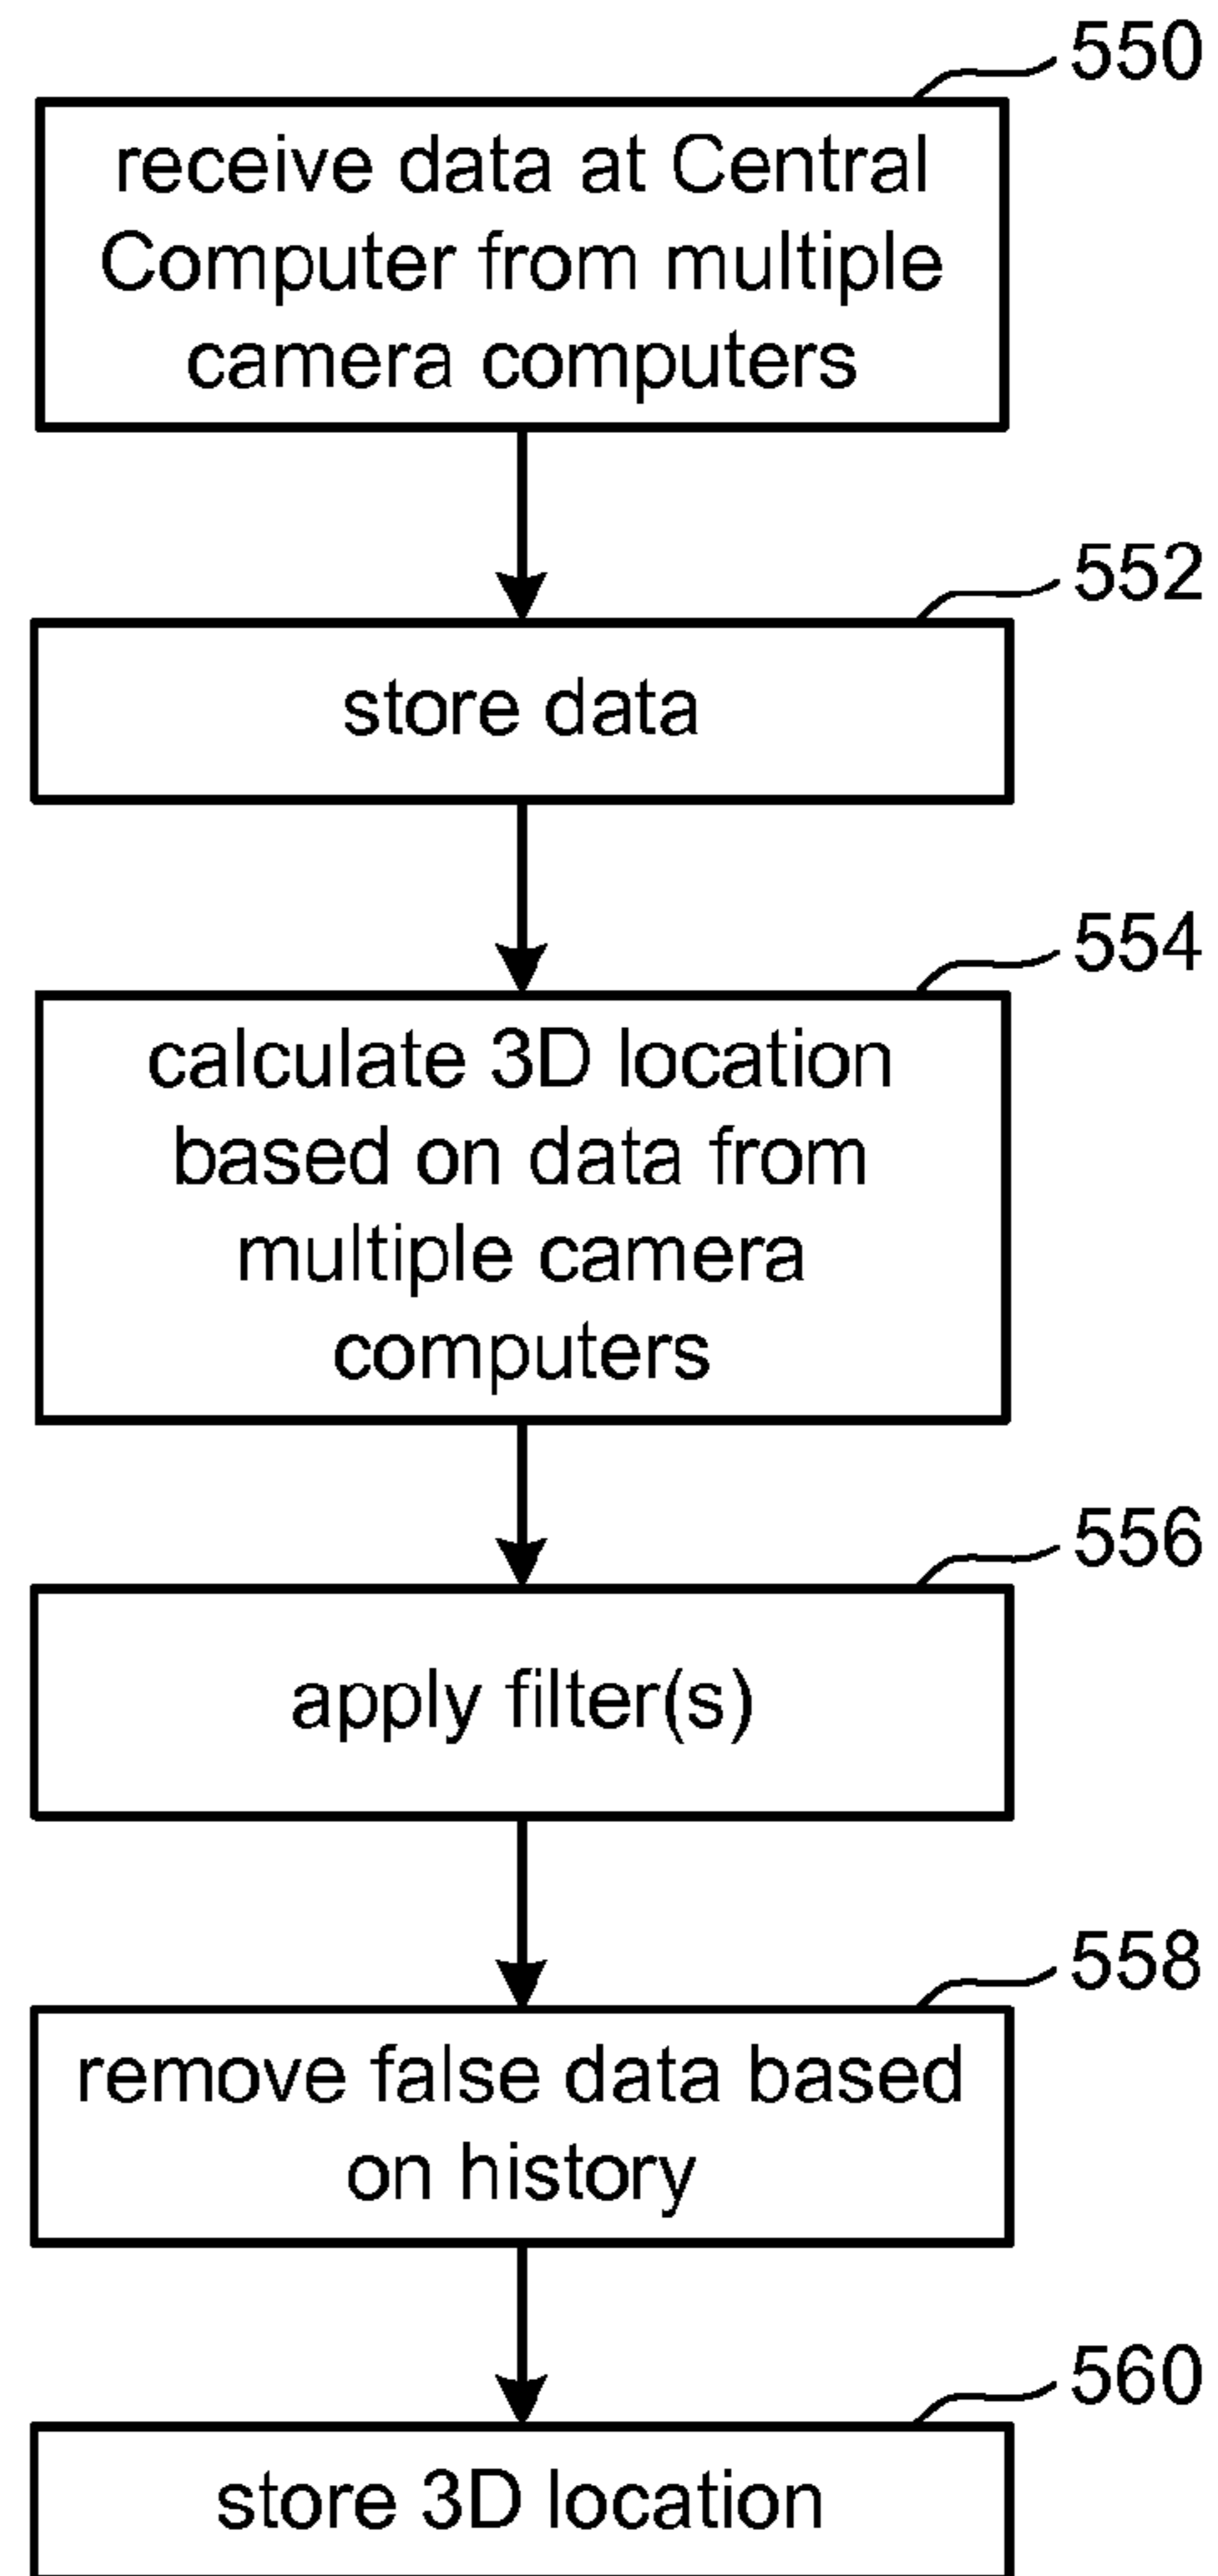 550
receive data at Central
Computer from multiple
camera computers
552
store data
554
calculate 3D location
based on data from
multiple camera
computers
556
apply filter(s)
558
remove false data based
on history
560
store 3D location